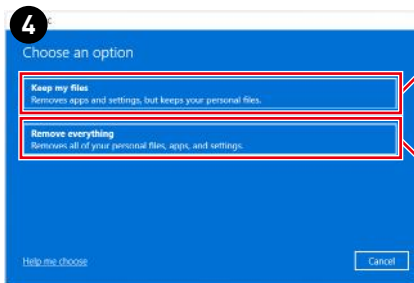 4
Choose an option
Keep my files
Removes apps and settings, but keeps your personal files.
Remove everything
Removes all of your personal files, apps, and settings.
Help me choose
Cancel